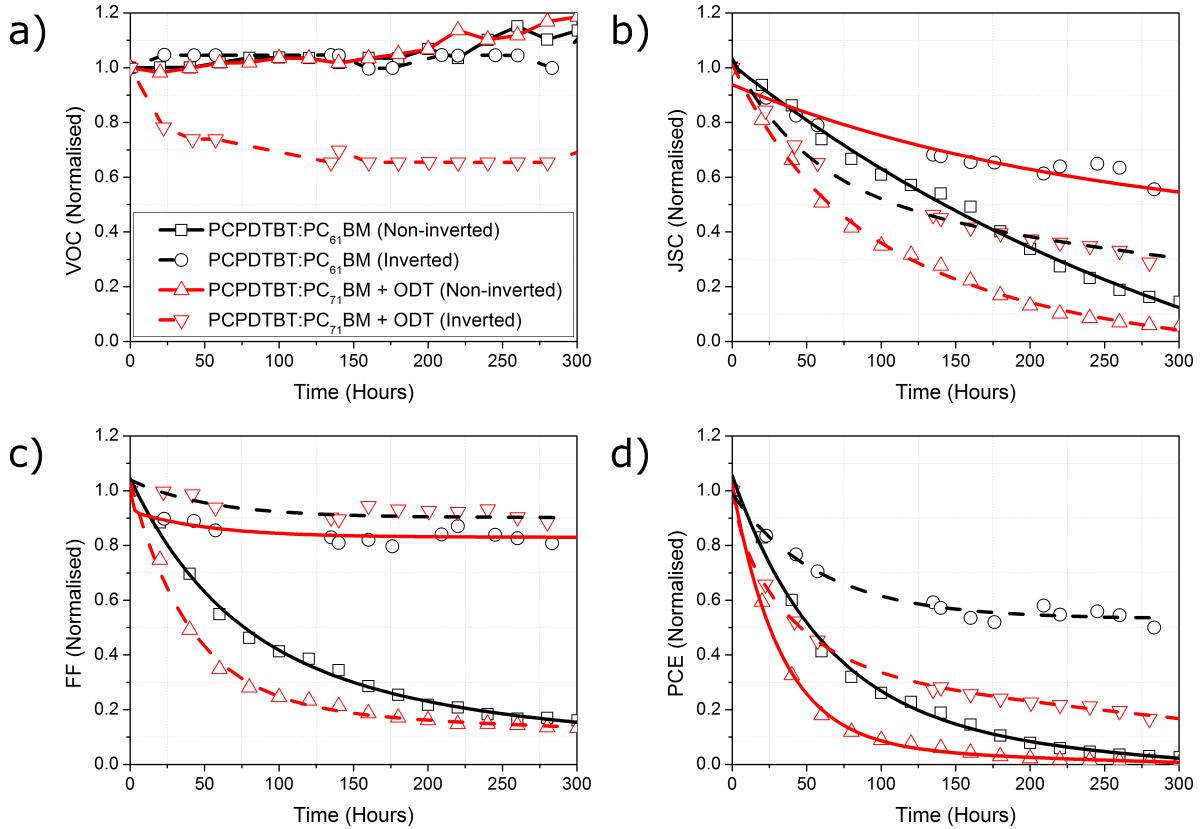 a)
VOC (Normalised)
1.2
1.0
0.8
0.6
0.4
0.2
0.0
PCPDTBT:PC₆₁BM (Non-inverted)
PCPDTBT:PC₆₁BM (Inverted)
PCPDTBT:PC₇₁BM + ODT (Non-inverted)
PCPDTBT:PC₇₁BM + ODT (Inverted)
0 50 100 150 200 250 300
Time (Hours)
b)
JSC (Normalised)
1.2
1.0
0.8
0.6
0.4
0.2
0.0
0 50 100 150 200 250 300
Time (Hours)
c)
FF (Normalised)
1.2
1.0
0.8
0.6
0.4
0.2
0.0
0 50 100 150 200 250 300
Time (Hours)
d)
PCE (Normalised)
1.2
1.0
0.8
0.6
0.4
0.2
0.0
0 50 100 150 200 250 300
Time (Hours)